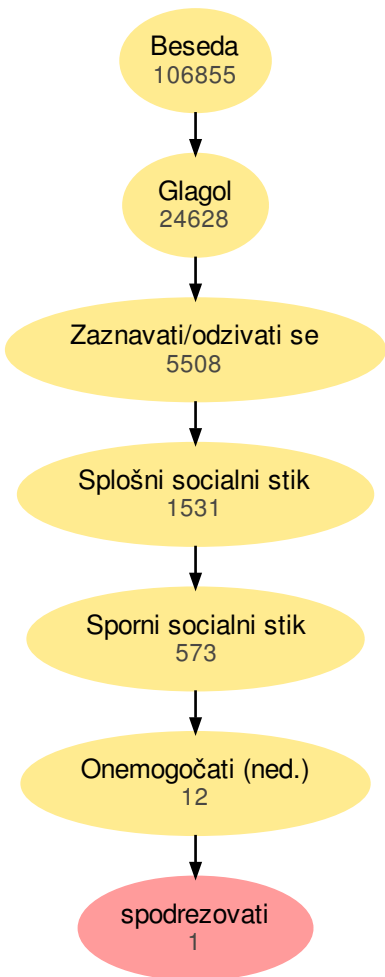 Beseda
106855
Glagol
24628
Zaznavati/odzivati se
5508
Splošni socialni stik
1531
Sporni socialni stik
573
Onemogočati (ned.)
12
spodrezovati
1